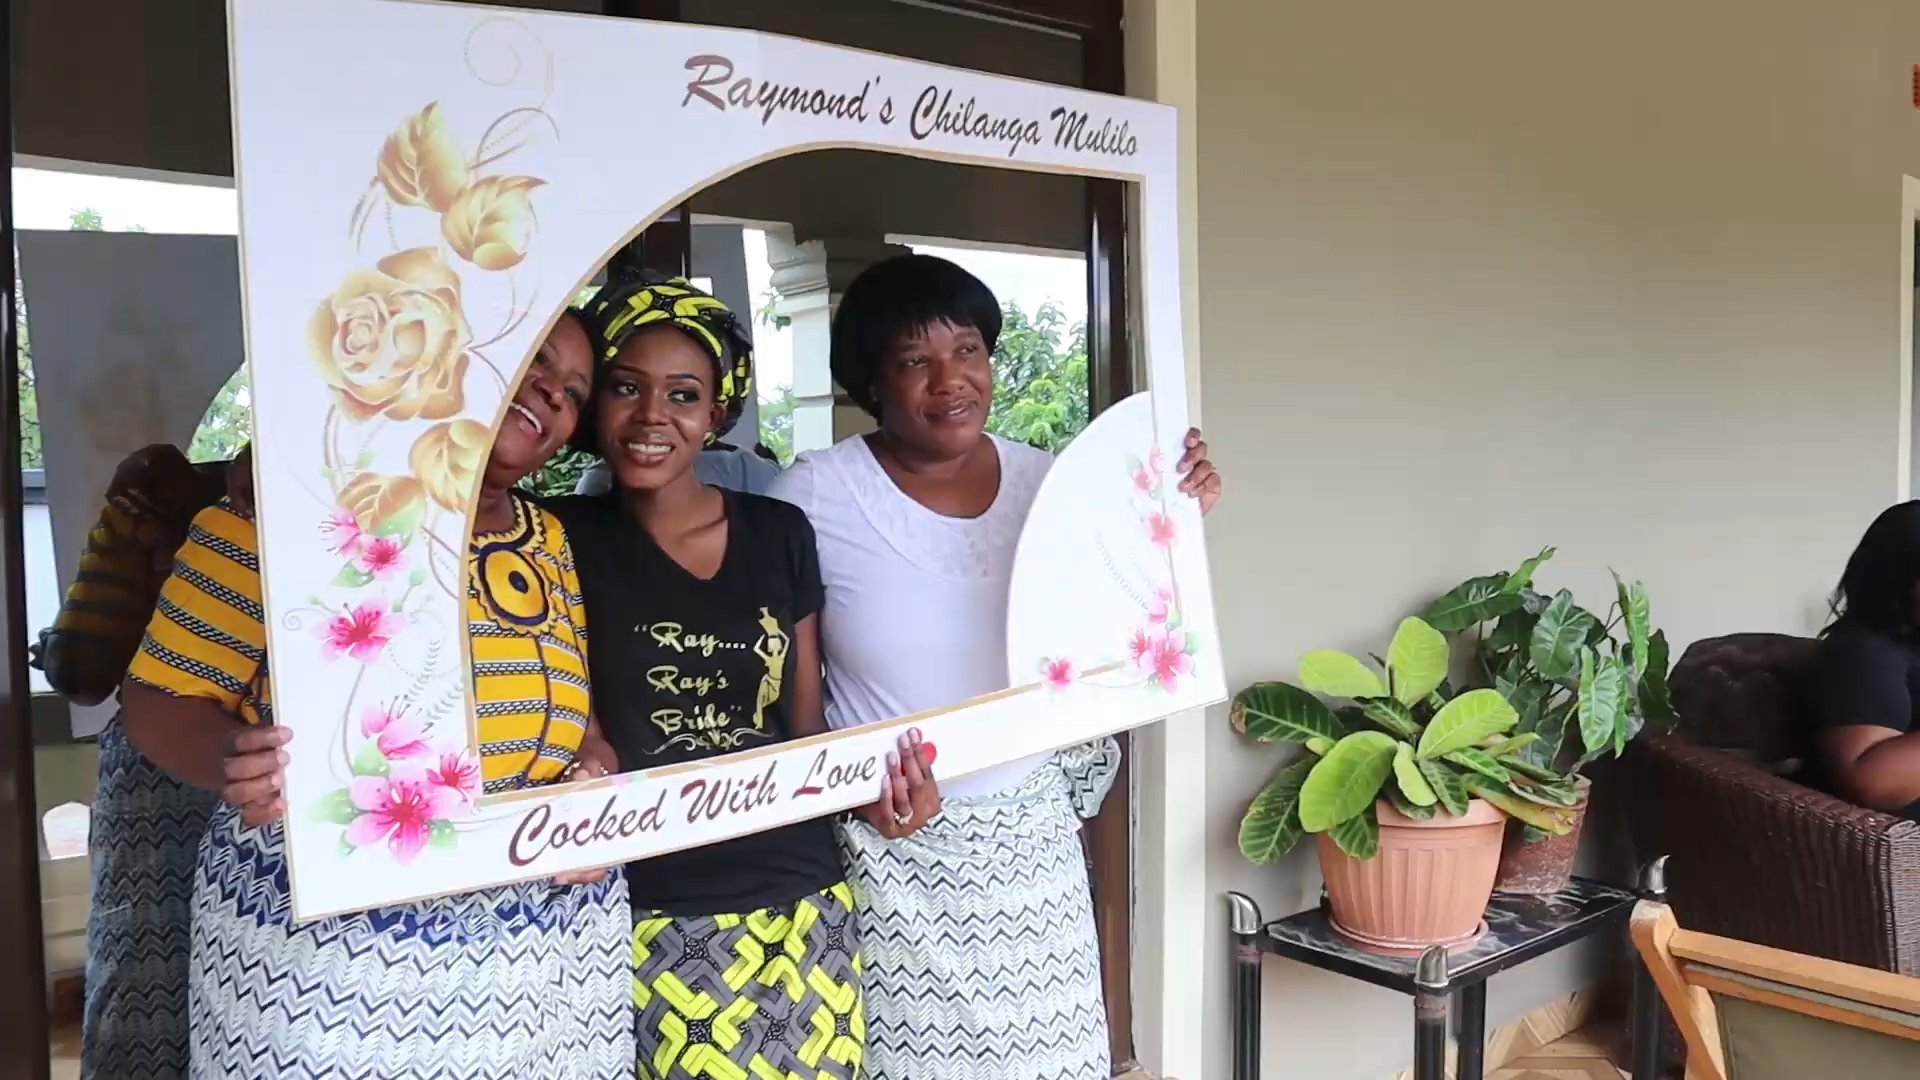 Raymond's Chilanga Mulilo
"Ray....
Ray's
Bride"
Cocked With Love